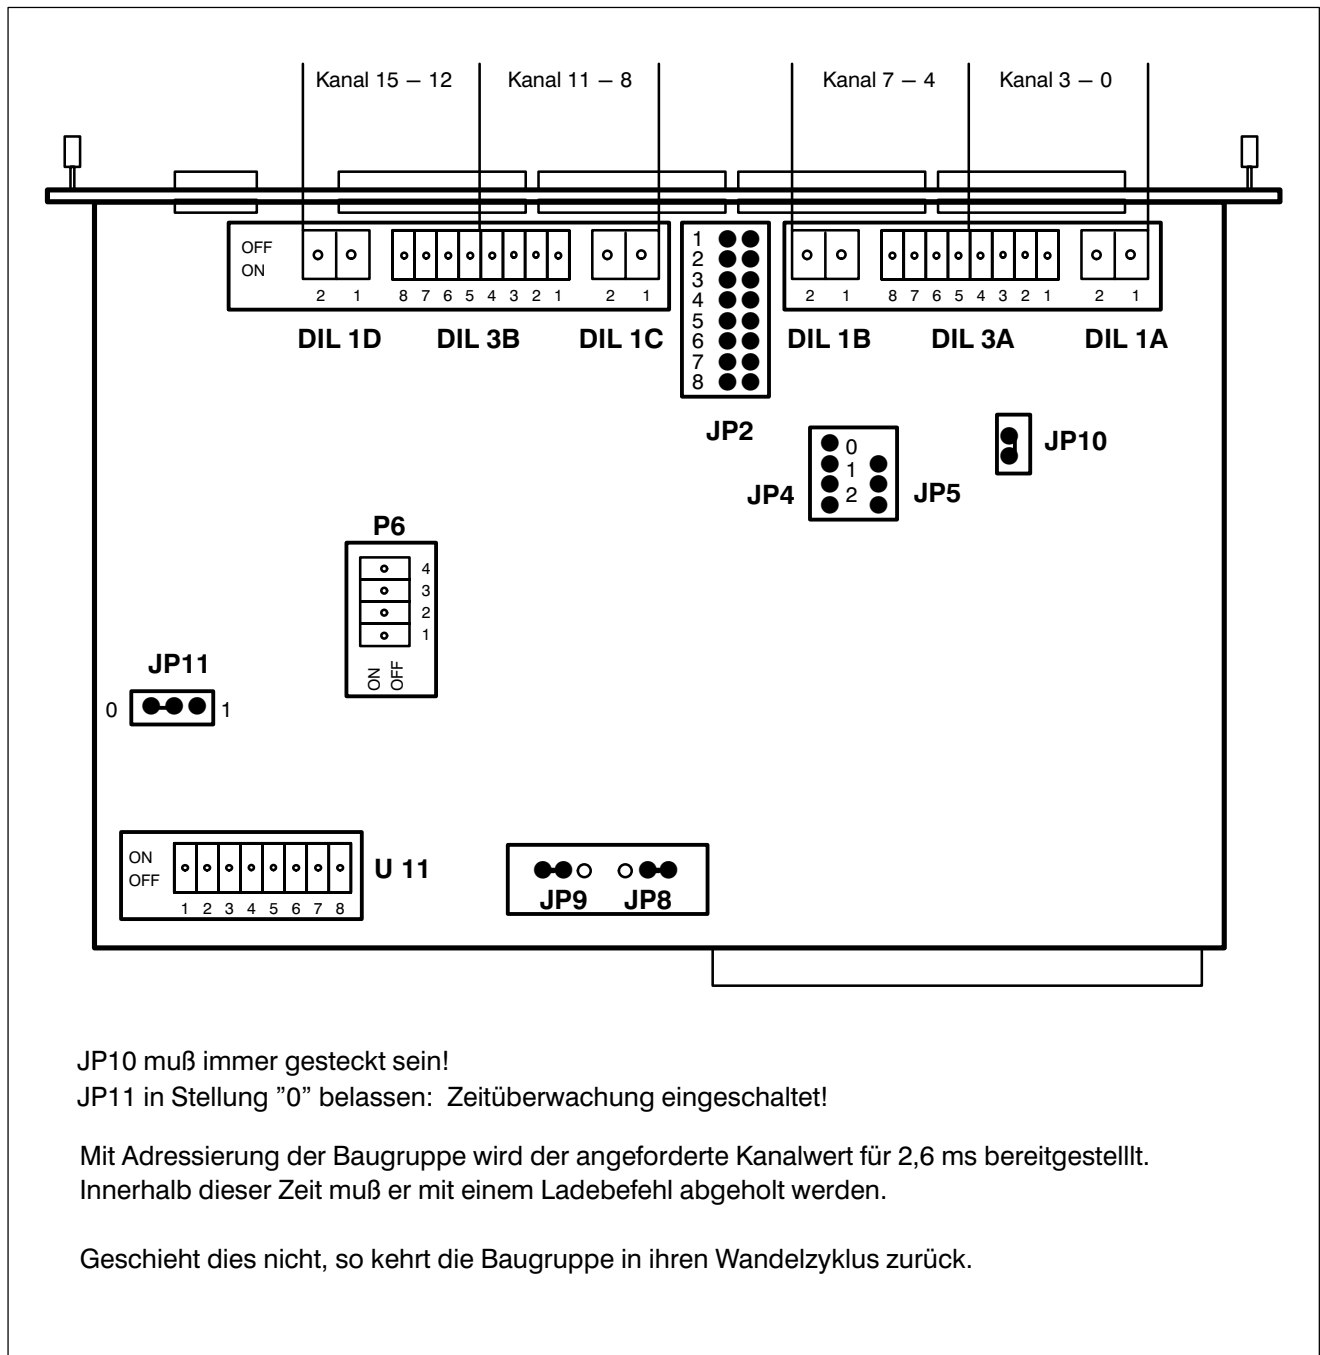 Kanal 15 – 12 Kanal 11 – 8 Kanal 7 – 4 Kanal 3 – 0
OFF
ON
2 1 8 7 6 5 4 3 2 1 2 1
DIL 1D DIL 3B DIL 1C
1
2
3
4
5
6
7
8
JP2
2 1 8 7 6 5 4 3 2 1 2 1
DIL 1B DIL 3A DIL 1A
JP10
0
1
2
JP4 JP5
P6
4
3
2
1
ON
OFF
JP11
0 1
ON
OFF
U 11
1 2 3 4 5 6 7 8
JP9 JP8
JP10 muß immer gesteckt sein!
JP11 in Stellung ”0” belassen: Zeitüberwachung eingeschaltet!
Mit Adressierung der Baugruppe wird der angeforderte Kanalwert für 2,6 ms bereitgestelllt.
Innerhalb dieser Zeit muß er mit einem Ladebefehl abgeholt werden.
Geschieht dies nicht, so kehrt die Baugruppe in ihren Wandelzyklus zurück.